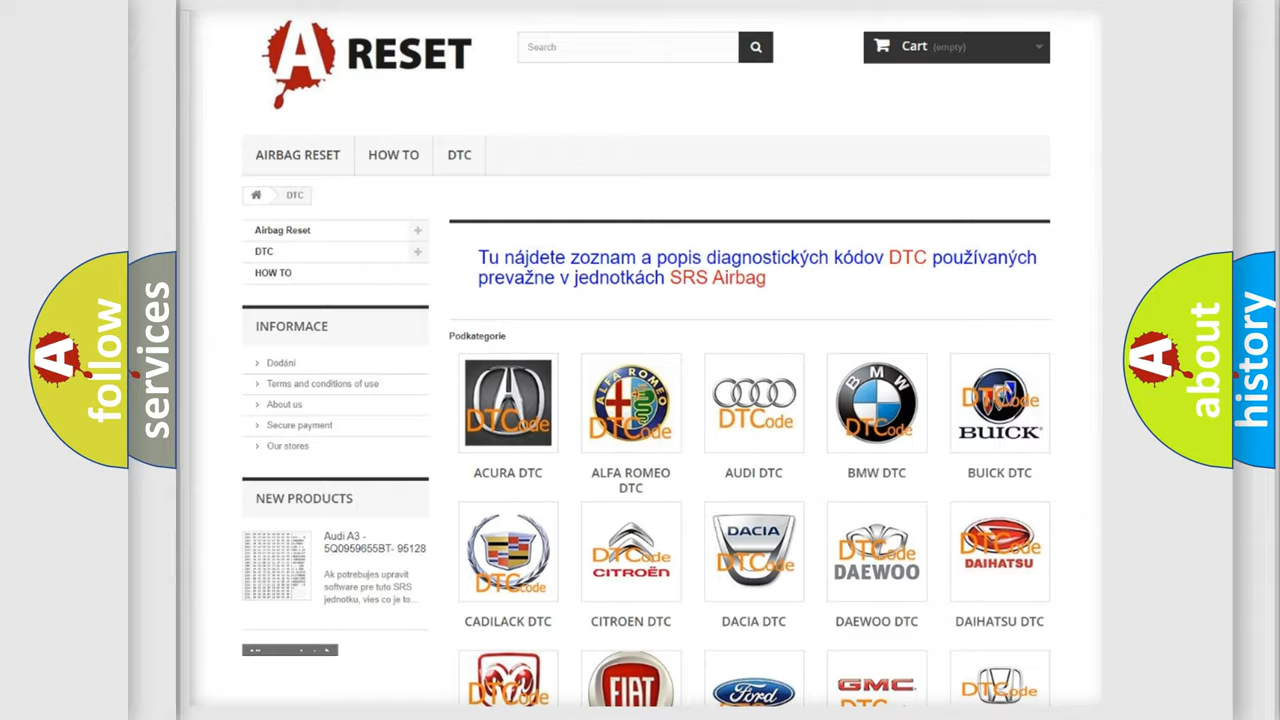 A RESET
Search
Cart (empty)
AIRBAG RESET
HOW TO
DTC
DTC
Airbag Reset
DTC
HOW TO
INFORMACE
Dodání
Terms and conditions of use
About us
Secure payment
Our stores
NEW PRODUCTS
Audi A3 -
5Q0959655BT- 95128
Ak potrebujes upravit
software pre tuto SRS
jednotku, vies co je to...
Tu nájdete zoznam a popis diagnostických kódov DTC používaných
prevažne v jednotkách SRS Airbag
Podkategorie
DTCode
ALFA ROMEO
DTCode
DTCode
BMW
DTCode
DTCode
BUICK
ACURA DTC
ALFA ROMEO
DTC
AUDI DTC
BMW DTC
BUICK DTC
DTCode
DTCode
CITROËN
DACIA
DTCode
DTCode
DAEWOO
DTCode
DAIHATSU
CADILACK DTC
CITROEN DTC
DACIA DTC
DAEWOO DTC
DAIHATSU DTC
DTCode
FIAT
Ford
GMC
DTCode
A follow
services
A about
history